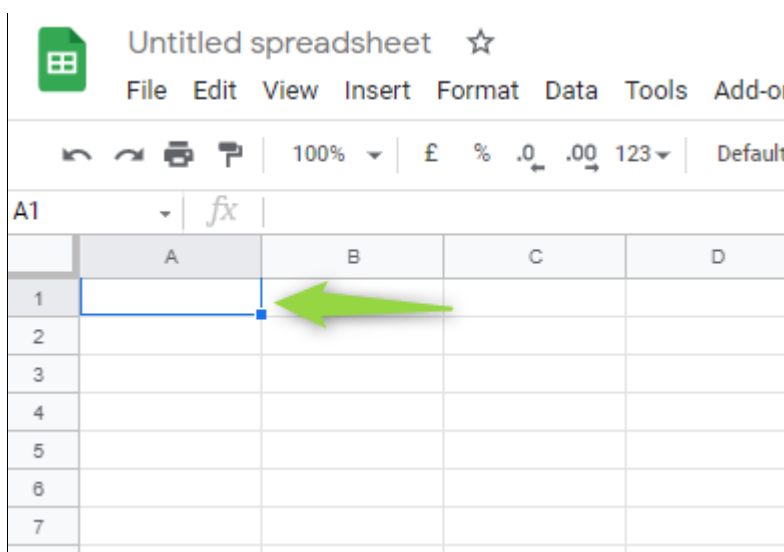 Untitled spreadsheet
File Edit View Insert Format Data Tools Add-o
100% £ % .0 .00 123 Default
A1 fx
A B C D
1
2
3
4
5
6
7